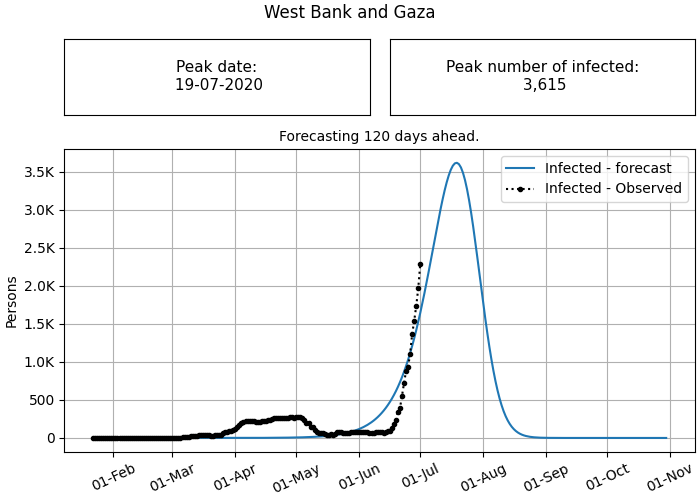 West Bank and Gaza
Peak date:
19-07-2020
Peak number of infected:
3,615
Forecasting 120 days ahead.
Infected - forecast
Infected - Observed
Persons
3.5K
3.0K
2.5K
2.0K
1.5K
1.0K
500
0
01-Feb
01-Mar
01-Apr
01-May
01-Jun
01-Jul
01-Aug
01-Sep
01-Oct
01-Nov